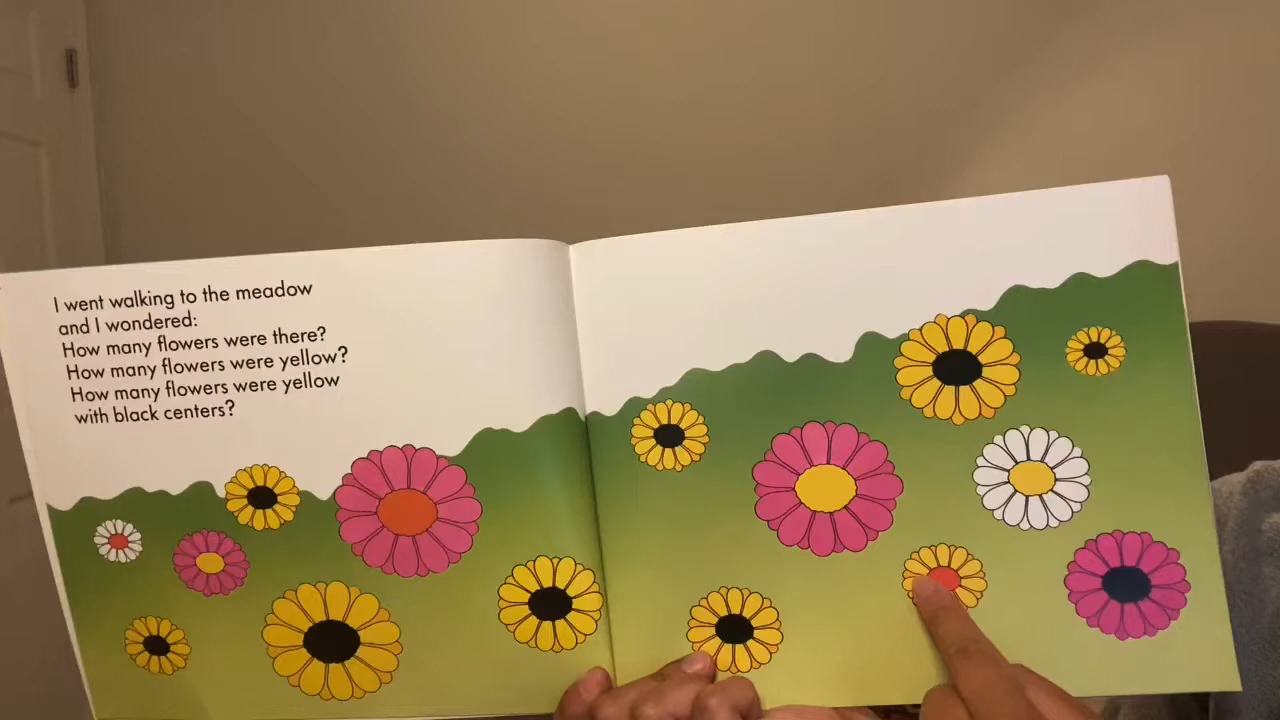 I went walking to the meadow
and I wondered:
How many flowers were there?
How many flowers were yellow?
How many flowers were yellow
with black centers?